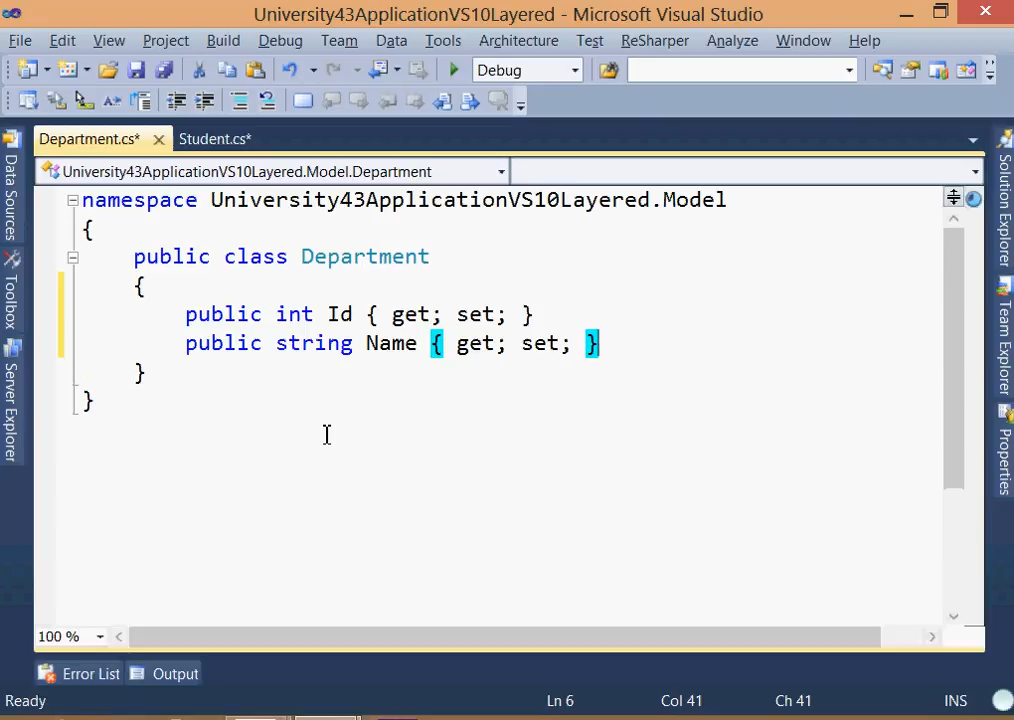 University43ApplicationVS10Layered - Microsoft Visual Studio
File Edit View Project Build Debug Team Data Tools Architecture Test ReSharper Analyze Window Help
Debug
Department.cs* Student.cs*
University43ApplicationVS10Layered.Model.Department
namespace University43ApplicationVS10Layered.Model
{
public class Department
{
public int Id { get; set; }
public string Name { get; set; }
}
}
Data Sources
Toolbox
Server Explorer
Solution Explorer
Team Explorer
Properties
100 %
Error List Output
Ready Ln 6 Col 41 Ch 41 INS